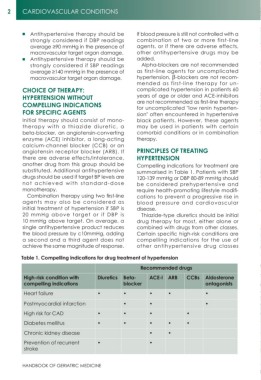 2 CARDIOVASCULAR CONDITIONS
• Antihypertensive therapy should be
strongly considered if DBP readings
average ≥90 mmHg in the presence of
macrovascular target organ damage.
• Antihypertensive therapy should be
strongly considered if SBP readings
average ≥140 mmHg in the presence of
macrovascular target organ damage.
CHOICE OF THERAPY:
HYPERTENSION WITHOUT
COMPELLING INDICATIONS
FOR SPECIFIC AGENTS
Initial therapy should consist of mono-
therapy with a thiazide diuretic, a
beta-blocker, an angiotensin-converting
enzyme (ACE) inhibitor, a long-acting
calcium channel blocker (CCB) or an
angiotensin receptor blocker (ARB). If
there are adverse effects/intolerance,
another drug from this group should be
substituted. Additional antihypertensive
drugs should be used if target BP levels are
not achieved with standard-dose
monotherapy.
Combination therapy using two first-line
agents may also be considered as
initial treatment of hypertension if SBP is
20 mmHg above target or if DBP is
10 mmHg above target. On average, a
single antihypertensive product reduces
the blood pressure by ≤10mmHg, adding
a second and a third agent does not
achieve the same magnitude of response.
If blood pressure is still not controlled with a
combination of two or more first-line
agents, or if there are adverse effects,
other antihypertensive drugs may be
added.
Alpha-blockers are not recommended
as first-line agents for uncomplicated
hypertension, β-blockers are not recom-
mended as first-line therapy for un-
complicated hypertension in patients 60
years of age or older and ACE-inhibitors
are not recommended as first-line therapy
for uncomplicated "low renin hyperten-
sion" often encountered in hypertensive
black patients. However, these agents
may be used in patients with certain
comorbid conditions or in combination
therapy.
PRINCIPLES OF TREATING
HYPERTENSION
Compelling indications for treatment are
summarised in Table 1. Patients with SBP
120-139 mmHg or DBP 80-89 mmHg should
be considered prehypertensive and
require health-promoting lifestyle modifi-
cations to prevent a progressive rise in
blood pressure and cardiovascular
disease.
Thiazide-type diuretics should be initial
drug therapy for most, either alone or
combined with drugs from other classes.
Certain specific high-risk conditions are
compelling indications for the use of
other antihypertensive drug classes
Table 1. Compelling indications for drug treatment of hypertension
Recommended drugs
High-risk condition with compelling indications Diuretics Beta-blocker ACE-I ARB CCBs Aldosterone antagonists
Heart failure • • • • •
Postmyocardial infarction • • •
High risk for CAD • • • •
Diabetes mellitus • • • • •
Chronic kidney disease • •
Prevention of recurrent stroke • •
HANDBOOK OF GERIATRIC MEDICINE